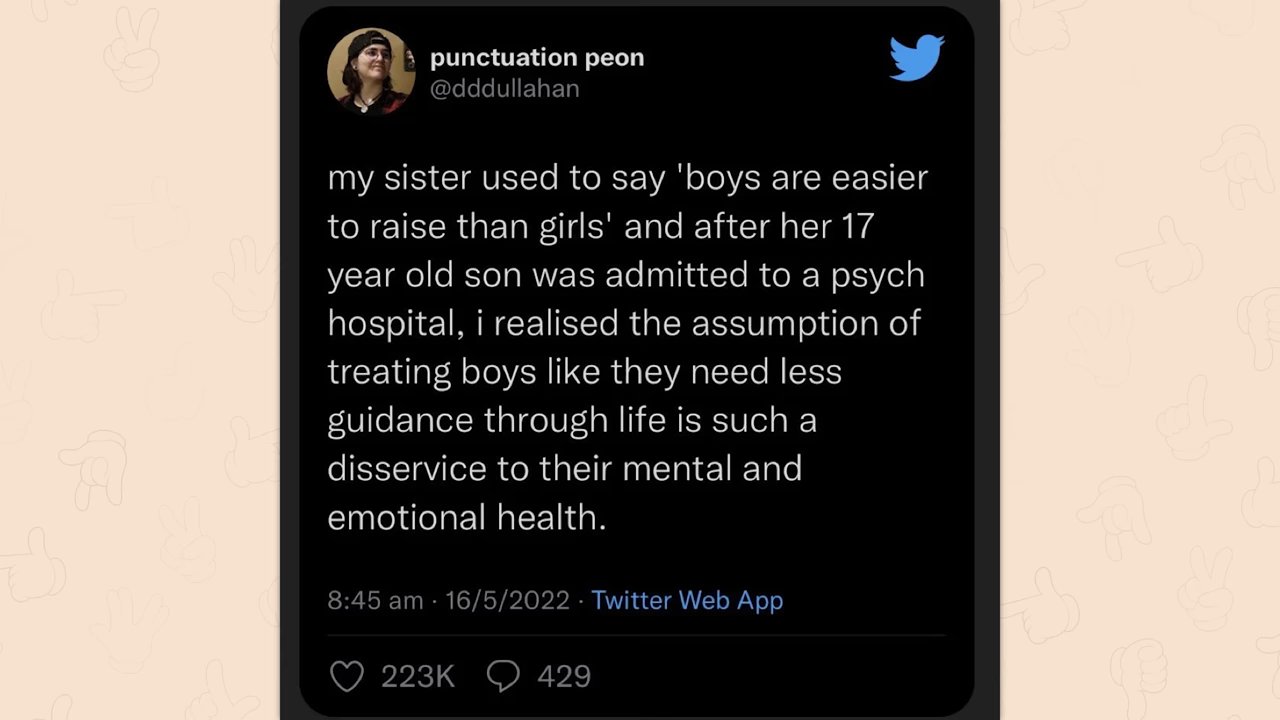 punctuation peon
@dddullahan
my sister used to say 'boys are easier
to raise than girls' and after her 17
year old son was admitted to a psych
hospital, i realised the assumption of
treating boys like they need less
guidance through life is such a
disservice to their mental and
emotional health.
8:45 am · 16/5/2022 · Twitter Web App
223K 429